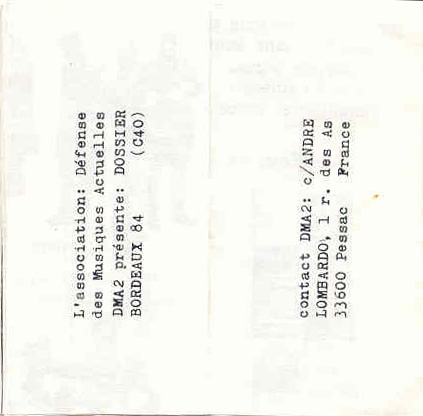 L'association: Défense
des Musiques Actuelles
DMA2 présente: DOSSIER
BORDEAUX 84 (C40)
contact DMA2: c/ANDRE
LOMBARDO, 1 r. des As
33600 Pessac France